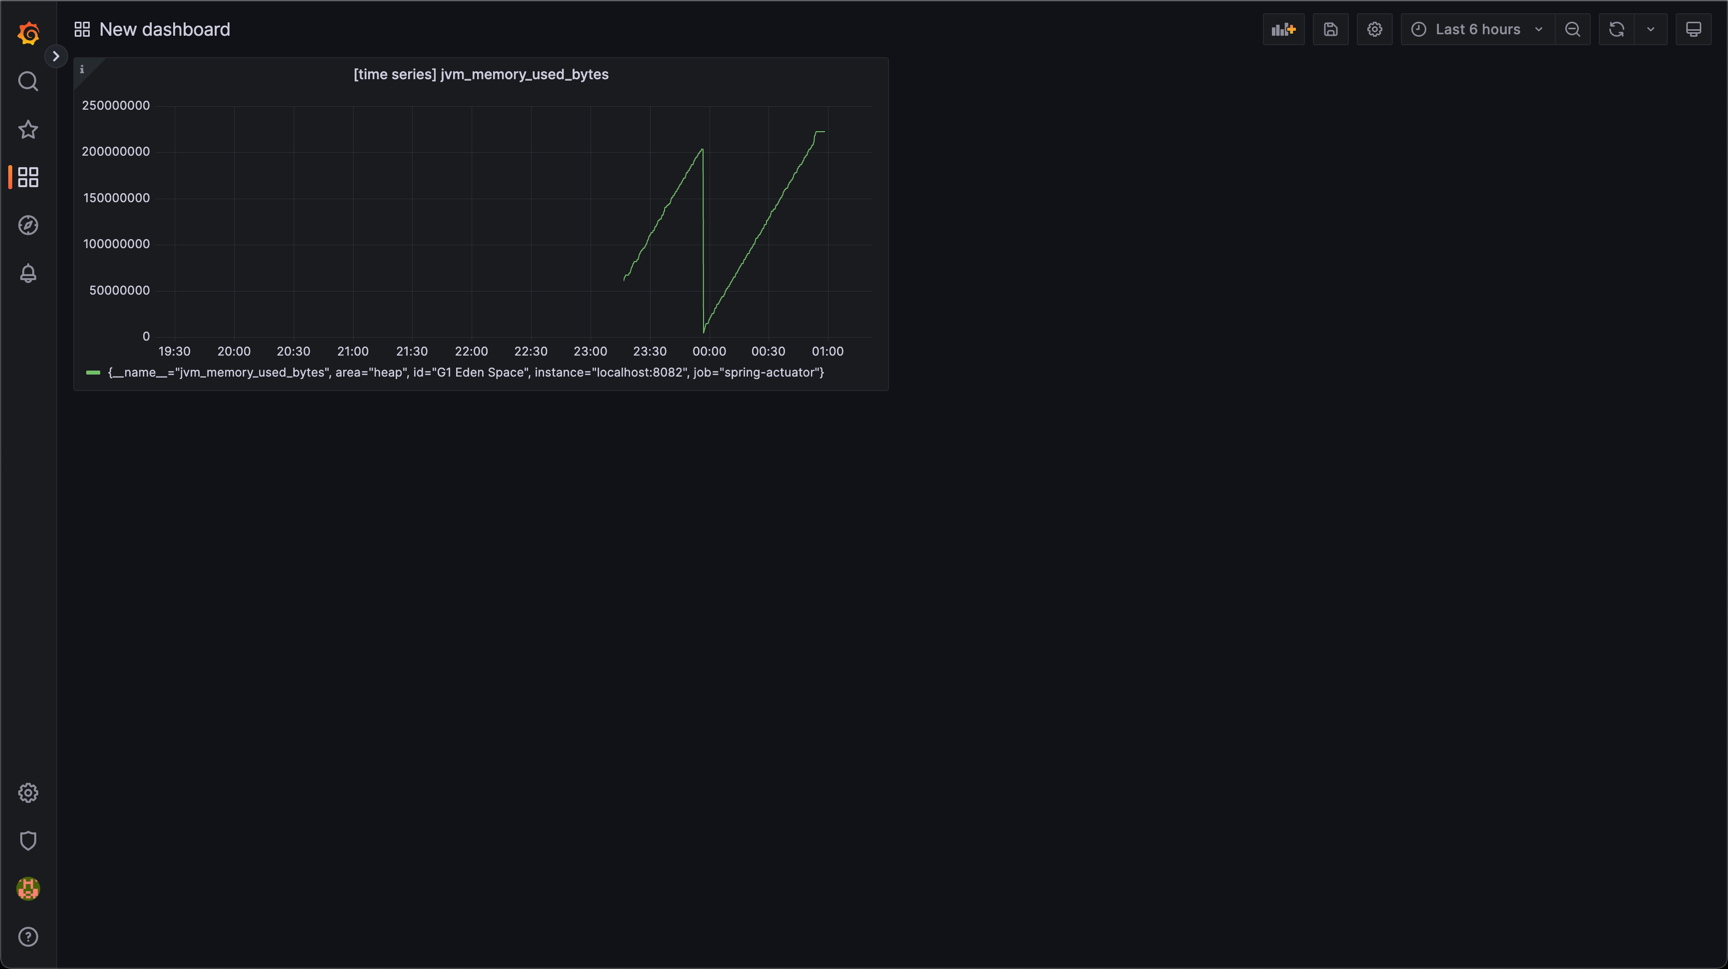 New dashboard
Last 6 hours
[time series] jvm_memory_used_bytes
250000000
200000000
150000000
100000000
50000000
0
19:30 20:00 20:30 21:00 21:30 22:00 22:30 23:00 23:30 00:00 00:30 01:00
{__name__="jvm_memory_used_bytes", area="heap", id="G1 Eden Space", instance="localhost:8082", job="spring-actuator"}